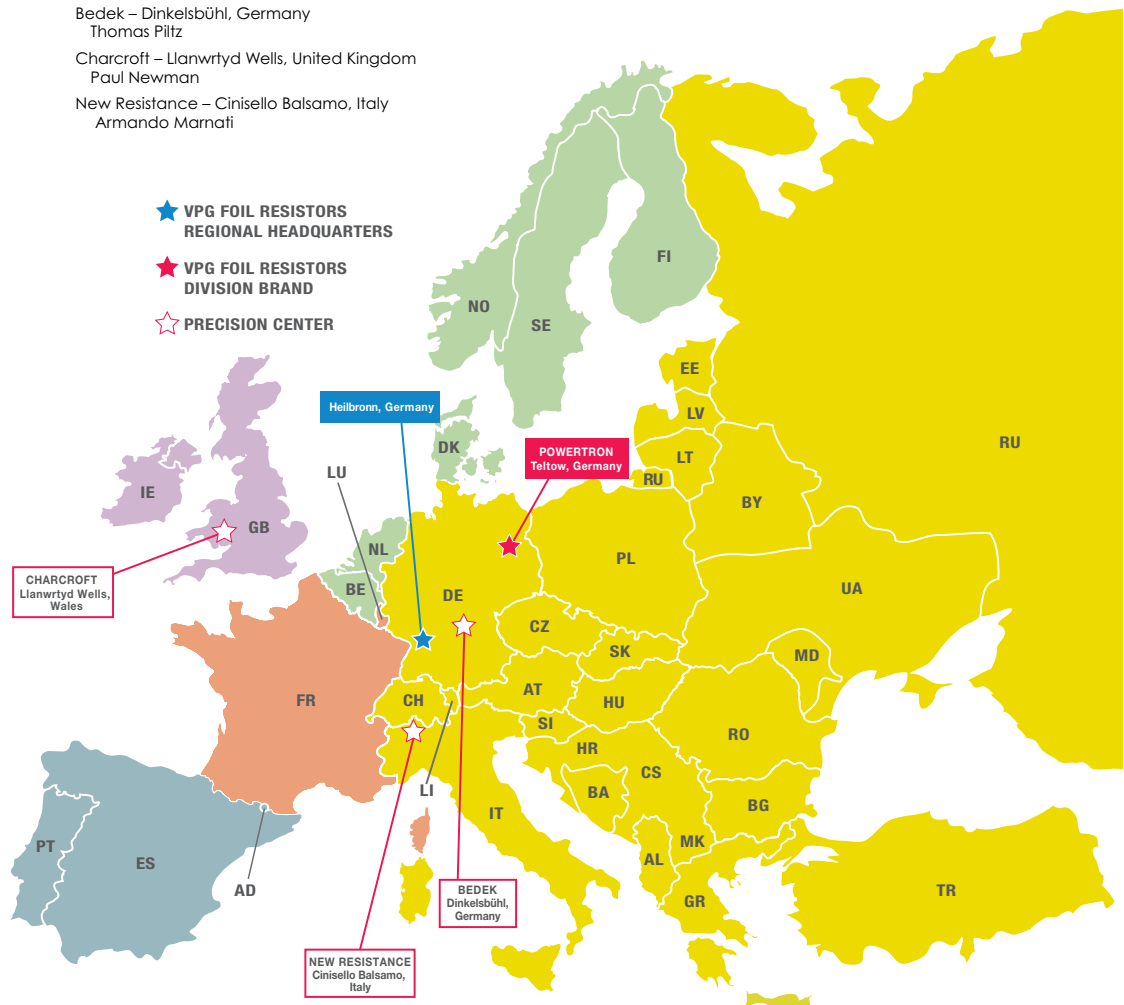 Bedek – Dinkelsbühl, Germany
Thomas Piltz
Charcroft – Llanwrtyd Wells, United Kingdom
Paul Newman
New Resistance – Cinisello Balsamo, Italy
Armando Marnati
VPG FOIL RESISTORS
REGIONAL HEADQUARTERS
VPG FOIL RESISTORS
DIVISION BRAND
PRECISION CENTER
FI
NO
SE
EE
Heilbronn, Germany
LV
RU
DK
POWERTRON
Teltow, Germany
LT
LU
RU
IE
BY
GB
NL
PL
CHARCROFT
Llanwrtyd Wells,
Wales
BE
DE
UA
CZ
SK
MD
FR
CH
AT
HU
SI
RO
HR
CS
LI
BA
BG
IT
PT
MK
ES
AL
AD
BEDEK
Dinkelsbühl,
Germany
TR
GR
NEW RESISTANCE
Cinisello Balsamo,
Italy